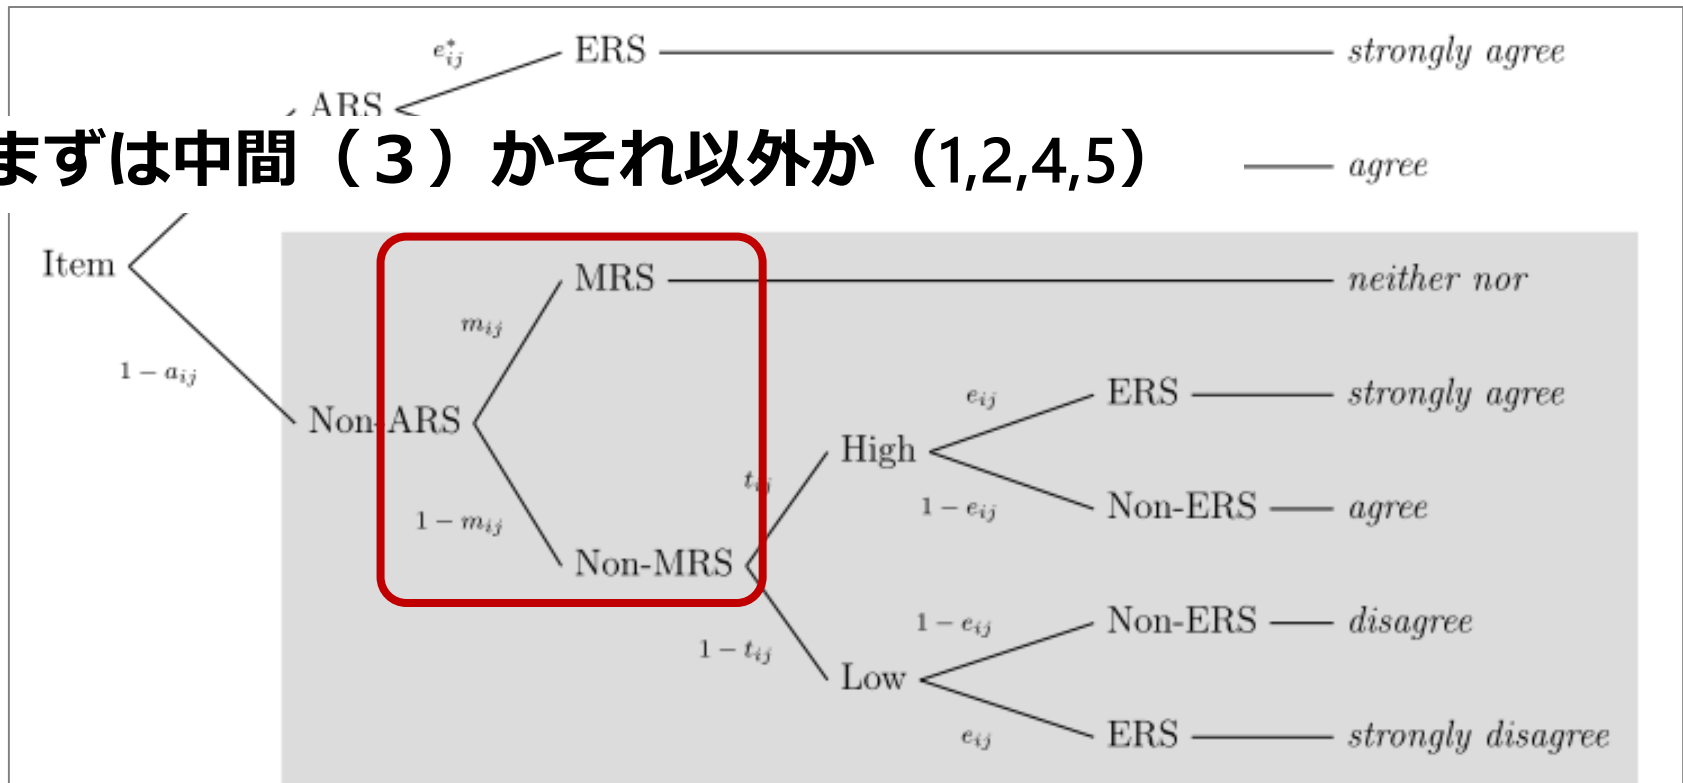 e*ij
ERS
strongly agree
ARS
まずは中間（３）かそれ以外か（1,2,4,5）
agree
Item
MRS
neither nor
mij
1 − aij
eij
ERS
strongly agree
Non-ARS
High
tij
1 − eij
Non-ERS
agree
1 − mij
Non-MRS
1 − eij
Non-ERS
disagree
1 − tij
Low
eij
ERS
strongly disagree